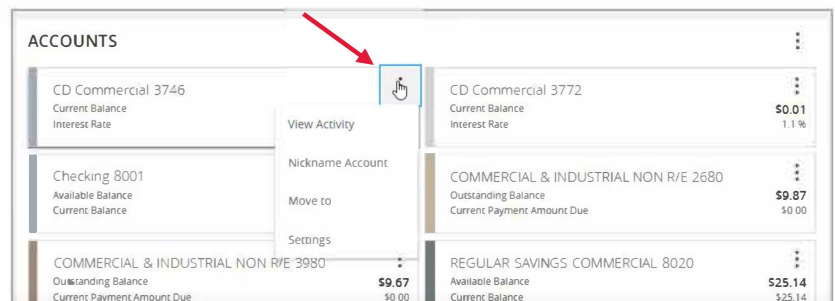 ACCOUNTS
CD Commercial 3746
Current Balance
Interest Rate
View Activity
Nickname Account
Move to
Settings
CD Commercial 3772
Current Balance $0.01
Interest Rate 1.1 %
Checking 8001
Available Balance
Current Balance
COMMERCIAL & INDUSTRIAL NON R/E 2680
Outstanding Balance $9.87
Current Payment Amount Due $0.00
COMMERCIAL & INDUSTRIAL NON R/E 3980
Outstanding Balance $9.67
Current Payment Amount Due $0.00
REGULAR SAVINGS COMMERCIAL 8020
Available Balance $25.14
Current Balance $25.14